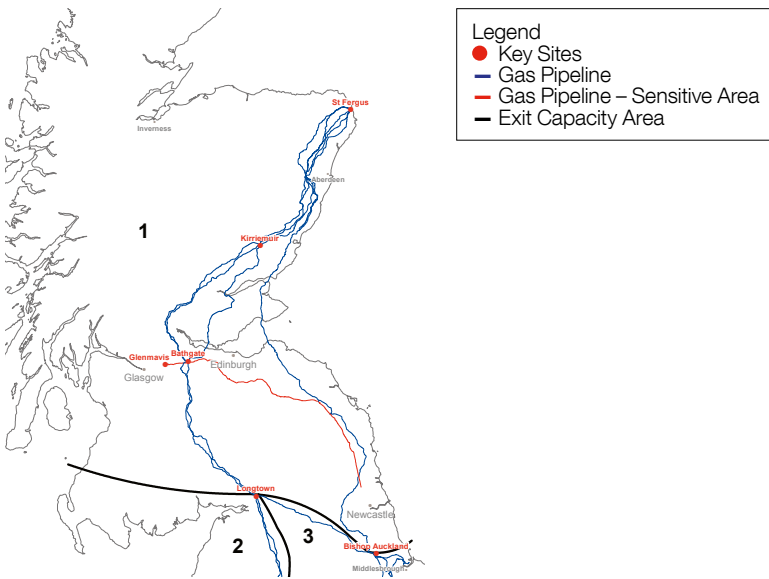 Legend
Key Sites
Gas Pipeline
Gas Pipeline – Sensitive Area
Exit Capacity Area
St Fergus
Inverness
Aberdeen
1
Kirriemuir
Glenmavis
Bathgate
Edinburgh
Glasgow
Longtown
Newcastle
2
3
Bishop Auckland
Middlesbrough